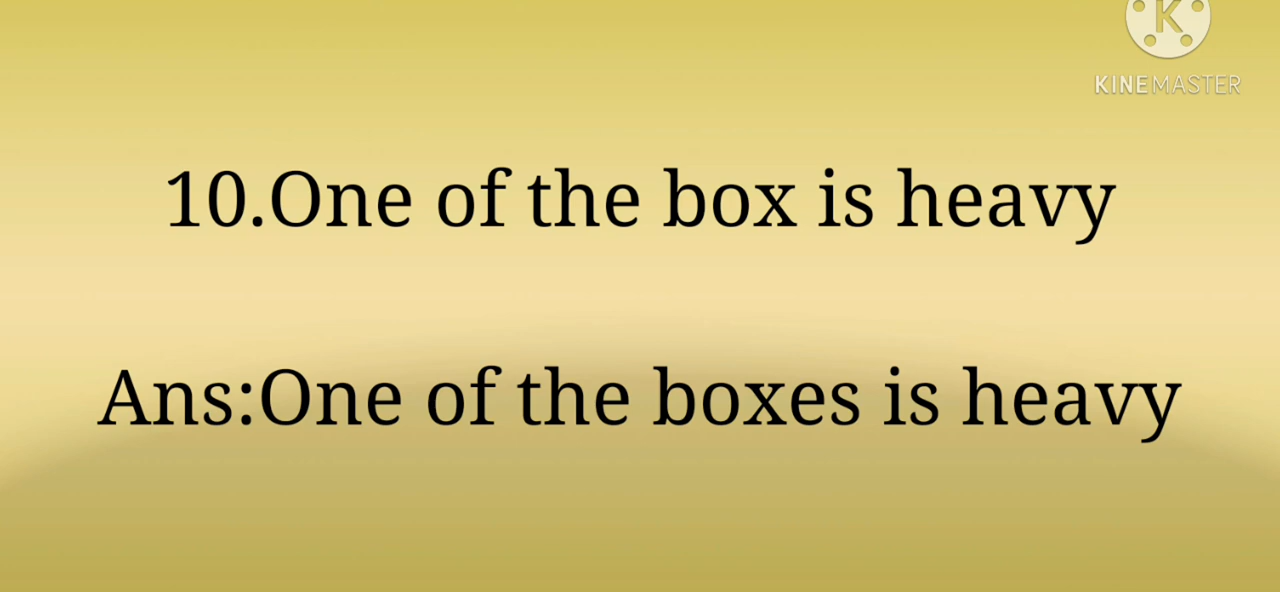 K
KINEMASTER
10.One of the box is heavy
Ans:One of the boxes is heavy